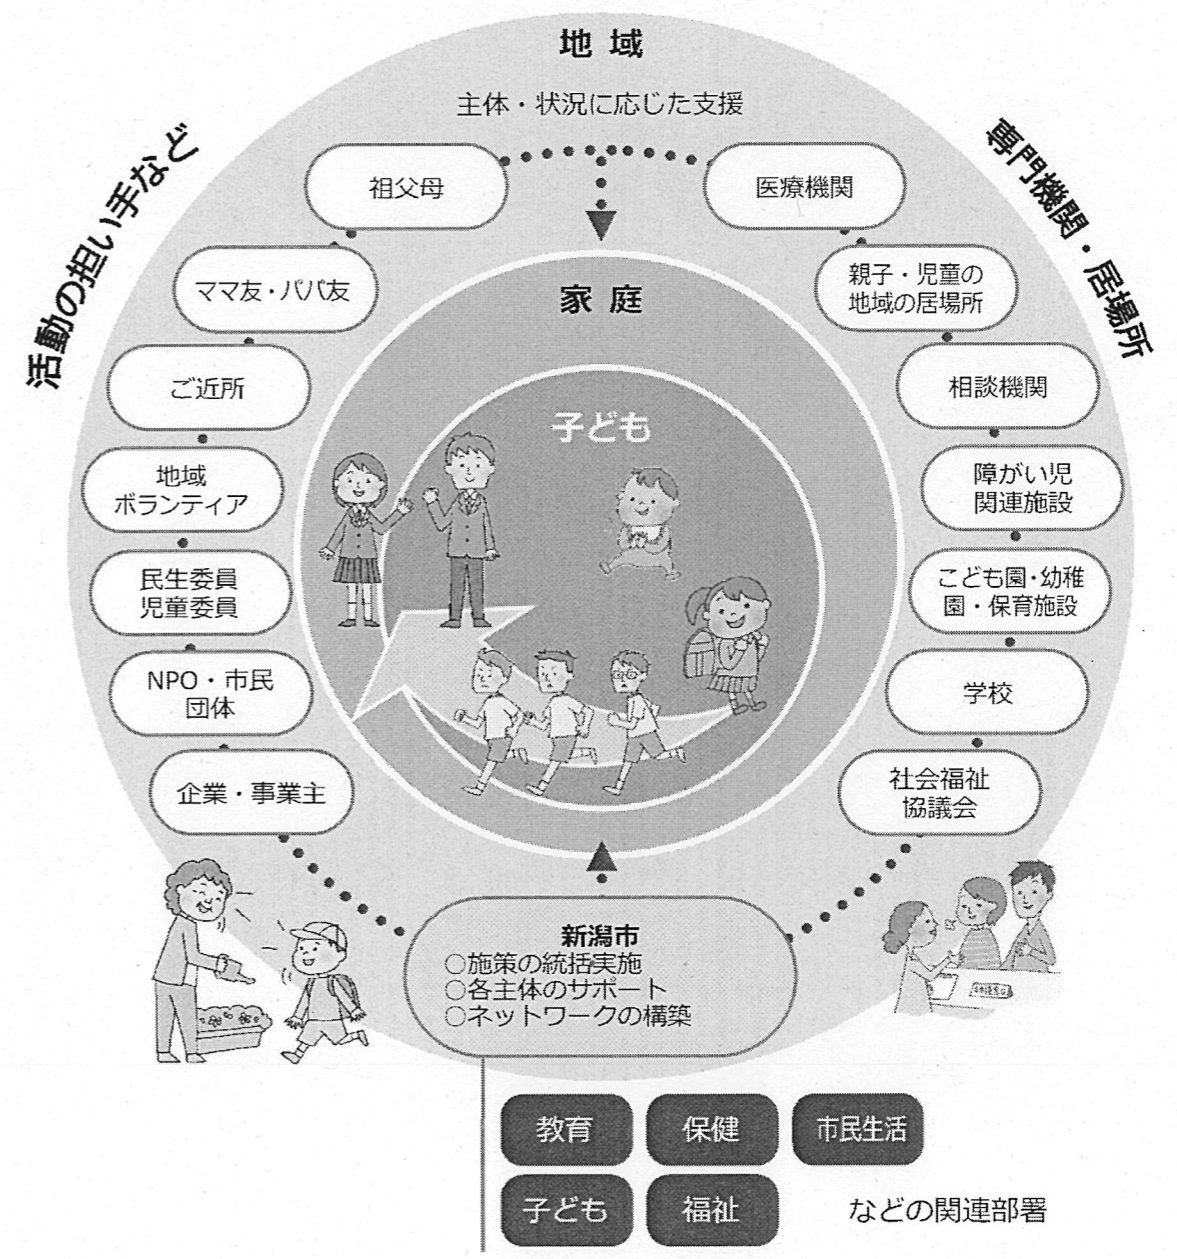 地 域
主体・状況に応じた支援
活動の担い手など
専門機関・居場所
祖父母
ママ友・パパ友
ご近所
地域
ボランティア
民生委員
児童委員
NPO・市民
団体
企業・事業主
医療機関
親子・児童の
地域の居場所
相談機関
障がい児
関連施設
こども園・幼稚
園・保育施設
学校
社会福祉
協議会
家 庭
子ども
新潟市
○施策の統括実施
○各主体のサポート
○ネットワークの構築
教育
保健
市民生活
子ども
福祉
などの関連部署